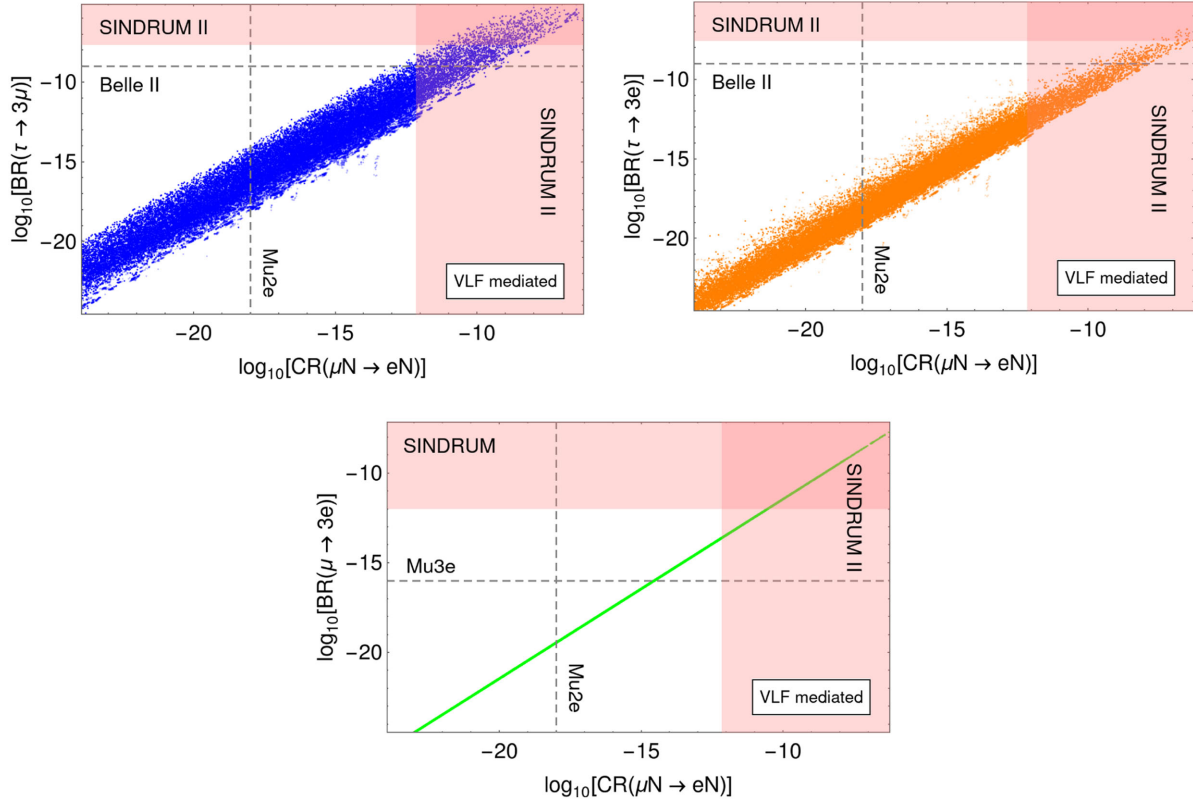 SINDRUM II
Belle II
SINDRUM II
Mu2e
VLF mediated
−10
−15
−20
log₁₀[BR(τ → 3μ)]
−20
−15
−10
log₁₀[CR(μN → eN)]
SINDRUM II
Belle II
SINDRUM II
Mu2e
VLF mediated
−10
−15
−20
log₁₀[BR(τ → 3e)]
−20
−15
−10
log₁₀[CR(μN → eN)]
SINDRUM
SINDRUM II
Mu3e
Mu2e
VLF mediated
−10
−15
−20
log₁₀[BR(μ → 3e)]
−20
−15
−10
log₁₀[CR(μN → eN)]